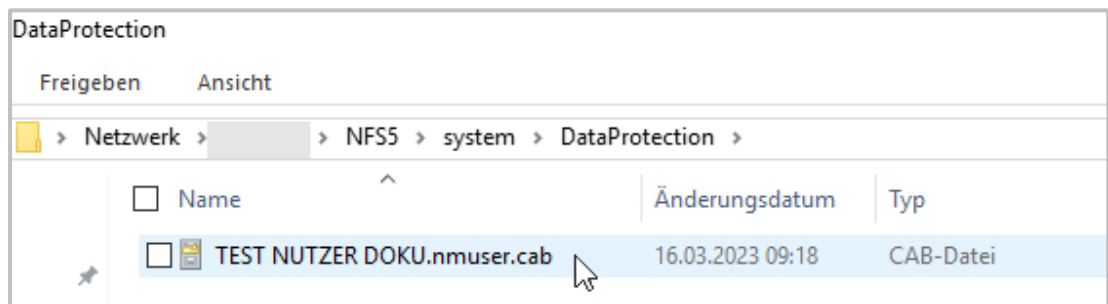 DataProtection
Freigeben Ansicht
> Netzwerk > > NFS5 > system > DataProtection >
Name Änderungsdatum Typ
TEST NUTZER DOKU.nmuser.cab 16.03.2023 09:18 CAB-Datei